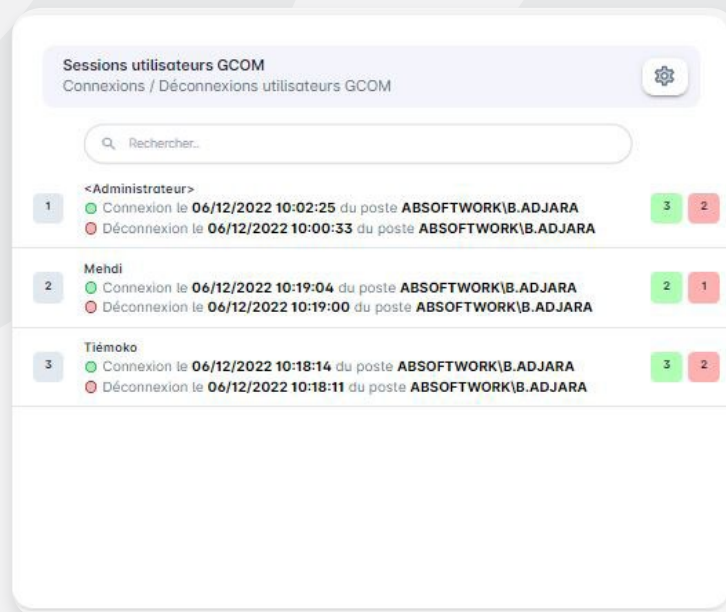 Sessions utilisateurs GCOM
Connexions / Déconnexions utilisateurs GCOM
Rechercher...
<Administrateur>
1 Connexion le 06/12/2022 10:02:25 du poste ABSOFTWORK\B.ADJARA 3 2
Déconnexion le 06/12/2022 10:00:33 du poste ABSOFTWORK\B.ADJARA
Mehdi
2 Connexion le 06/12/2022 10:19:04 du poste ABSOFTWORK\B.ADJARA 2 1
Déconnexion le 06/12/2022 10:19:00 du poste ABSOFTWORK\B.ADJARA
Tiémoko
3 Connexion le 06/12/2022 10:18:14 du poste ABSOFTWORK\B.ADJARA 3 2
Déconnexion le 06/12/2022 10:18:11 du poste ABSOFTWORK\B.ADJARA